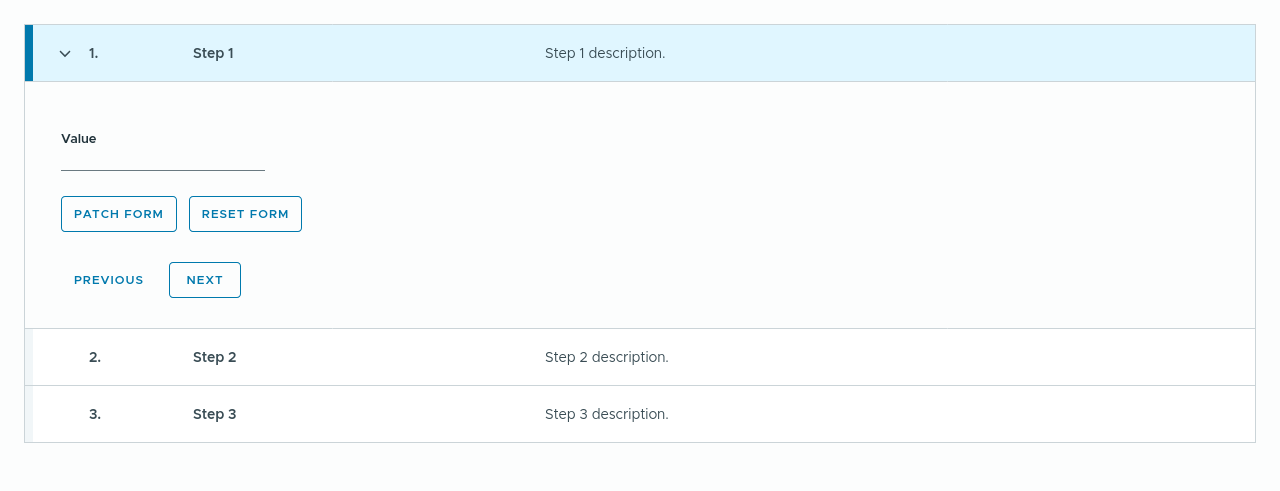 1. Step 1 Step 1 description.
Value
PATCH FORM RESET FORM
PREVIOUS NEXT
2. Step 2 Step 2 description.
3. Step 3 Step 3 description.